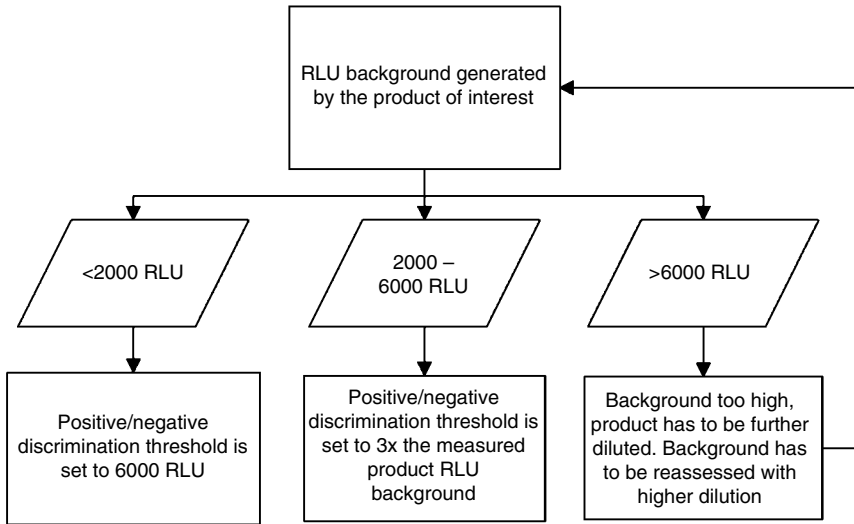 RLU background generated
by the product of interest
<2000 RLU
2000 –
6000 RLU
>6000 RLU
Positive/negative
discrimination threshold is
set to 6000 RLU
Positive/negative
discrimination threshold is
set to 3x the measured
product RLU
background
Background too high,
product has to be further
diluted. Background has
to be reassessed with
higher dilution